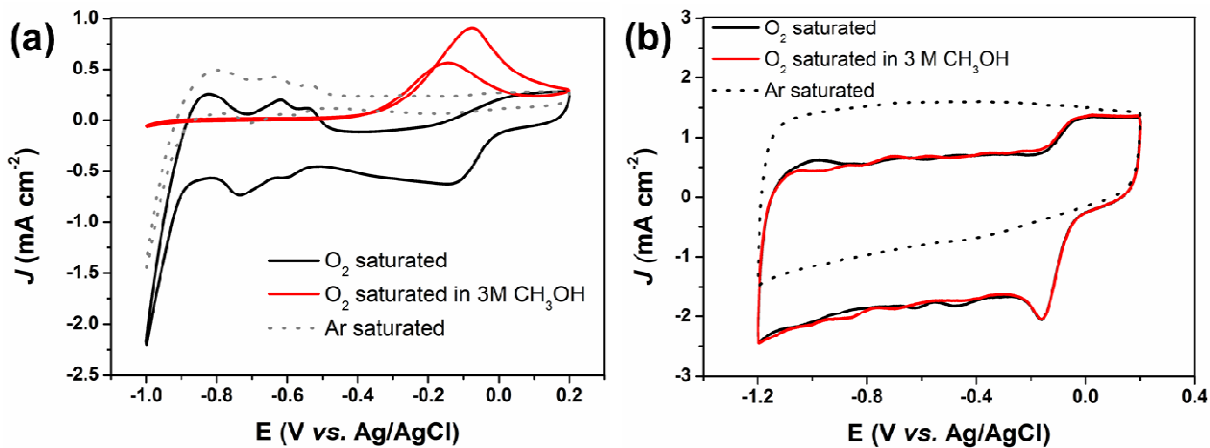 (a)
1.0
0.5
0.0
-0.5
-1.0
-1.5
-2.0
-2.5
J (mA cm⁻²)
O₂ saturated
O₂ saturated in 3M CH₃OH
Ar saturated
-1.0 -0.8 -0.6 -0.4 -0.2 0.0 0.2
E (V vs. Ag/AgCl)
(b)
3
2
1
0
1
-2
-3
J (mA cm⁻²)
O₂ saturated
O₂ saturated in 3 M CH₃OH
Ar saturated
-1.2 -0.8 -0.4 0.0 0.4
E (V vs. Ag/AgCl)